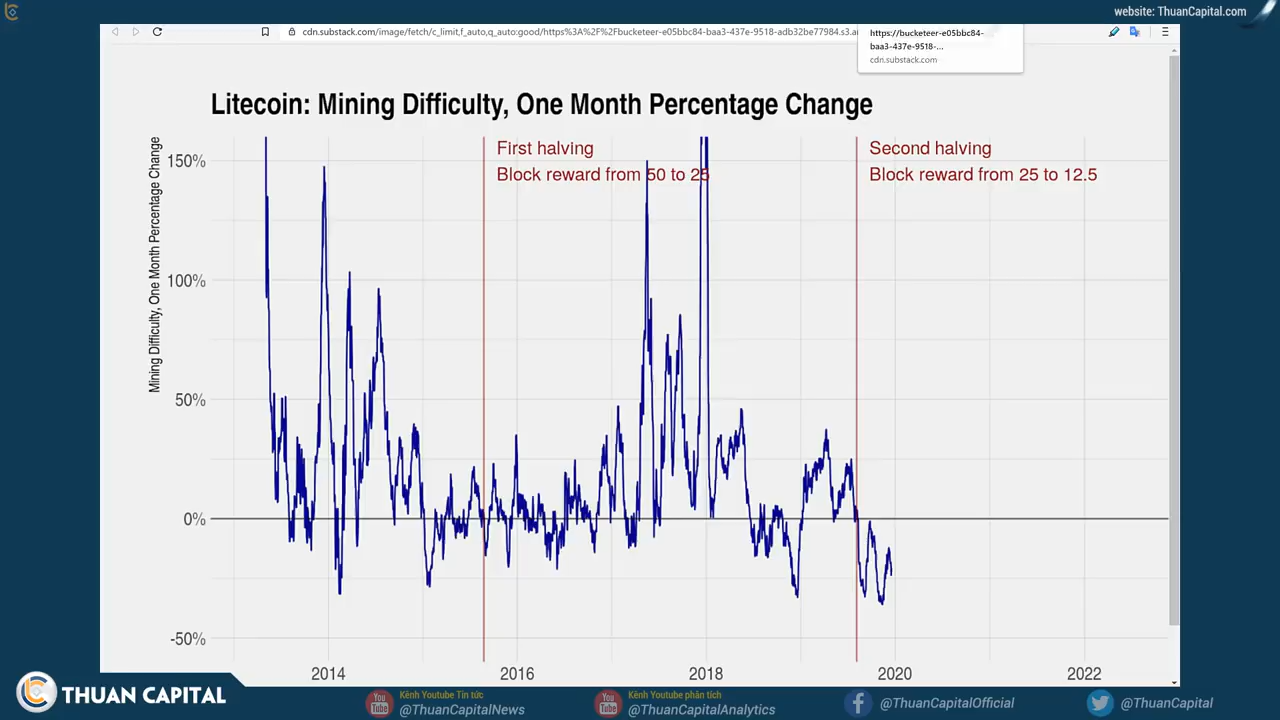 website: ThuanCapital.com
cdn.substack.com/image/fetch/c_limit,f_auto,q_auto:good/https%3A%2F%2Fbucketeer-e05bbc84-baa3-437e-9518-adb32be77984.s3.a
https://bucketeer-e05bbc84-
baa3-437e-9518-...
cdn.substack.com
Litecoin: Mining Difficulty, One Month Percentage Change
Mining Difficulty, One Month Percentage Change
First halving
Block reward from 50 to 25
Second halving
Block reward from 25 to 12.5
150%
100%
50%
0%
-50%
2014
2016
2018
2020
2022
THUAN CAPITAL
Kênh Youtube Tin tức
@ThuanCapitalNews
Kênh Youtube phân tích
@ThuanCapitalAnalytics
@ThuanCapitalOfficial
@ThuanCapital